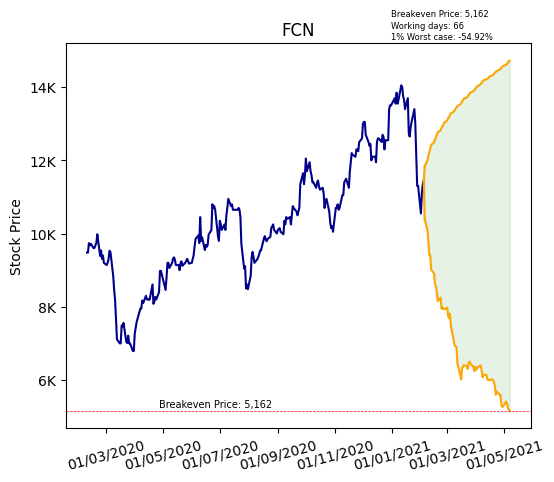 Breakeven Price: 5,162
Working days: 66
1% Worst case: -54.92%
FCN
Stock Price
14K
12K
10K
8K
6K
Breakeven Price: 5,162
01/03/2020
01/05/2020
01/07/2020
01/09/2020
01/11/2020
01/01/2021
01/03/2021
01/05/2021